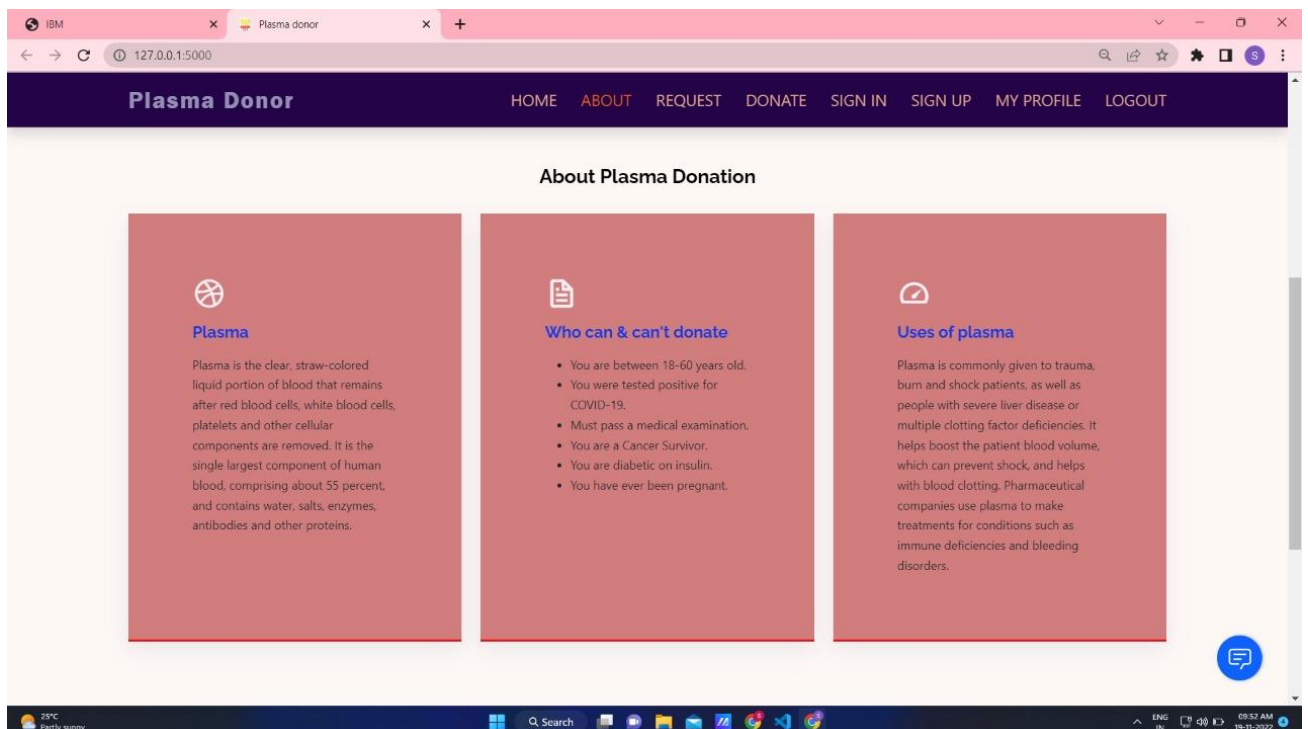 IBM
Plasma donor
127.0.0.1:5000
S
Plasma Donor
HOME ABOUT REQUEST DONATE SIGN IN SIGN UP MY PROFILE LOGOUT
About Plasma Donation
Plasma
Plasma is the clear, straw-colored
liquid portion of blood that remains
after red blood cells, white blood cells,
platelets and other cellular
components are removed. It is the
single largest component of human
blood, comprising about 55 percent,
and contains water, salts, enzymes,
antibodies and other proteins.
Who can & can't donate
• You are between 18-60 years old.
• You were tested positive for
COVID-19.
• Must pass a medical examination.
• You are a Cancer Survivor.
• You are diabetic on insulin.
• You have ever been pregnant.
Uses of plasma
Plasma is commonly given to trauma,
burn and shock patients, as well as
people with severe liver disease or
multiple clotting factor deficiencies. It
helps boost the patient blood volume,
which can prevent shock, and helps
with blood clotting. Pharmaceutical
companies use plasma to make
treatments for conditions such as
immune deficiencies and bleeding
disorders.
25°C
Partly sunny
Search
ENG
IN
09:52 AM
19-11-2022